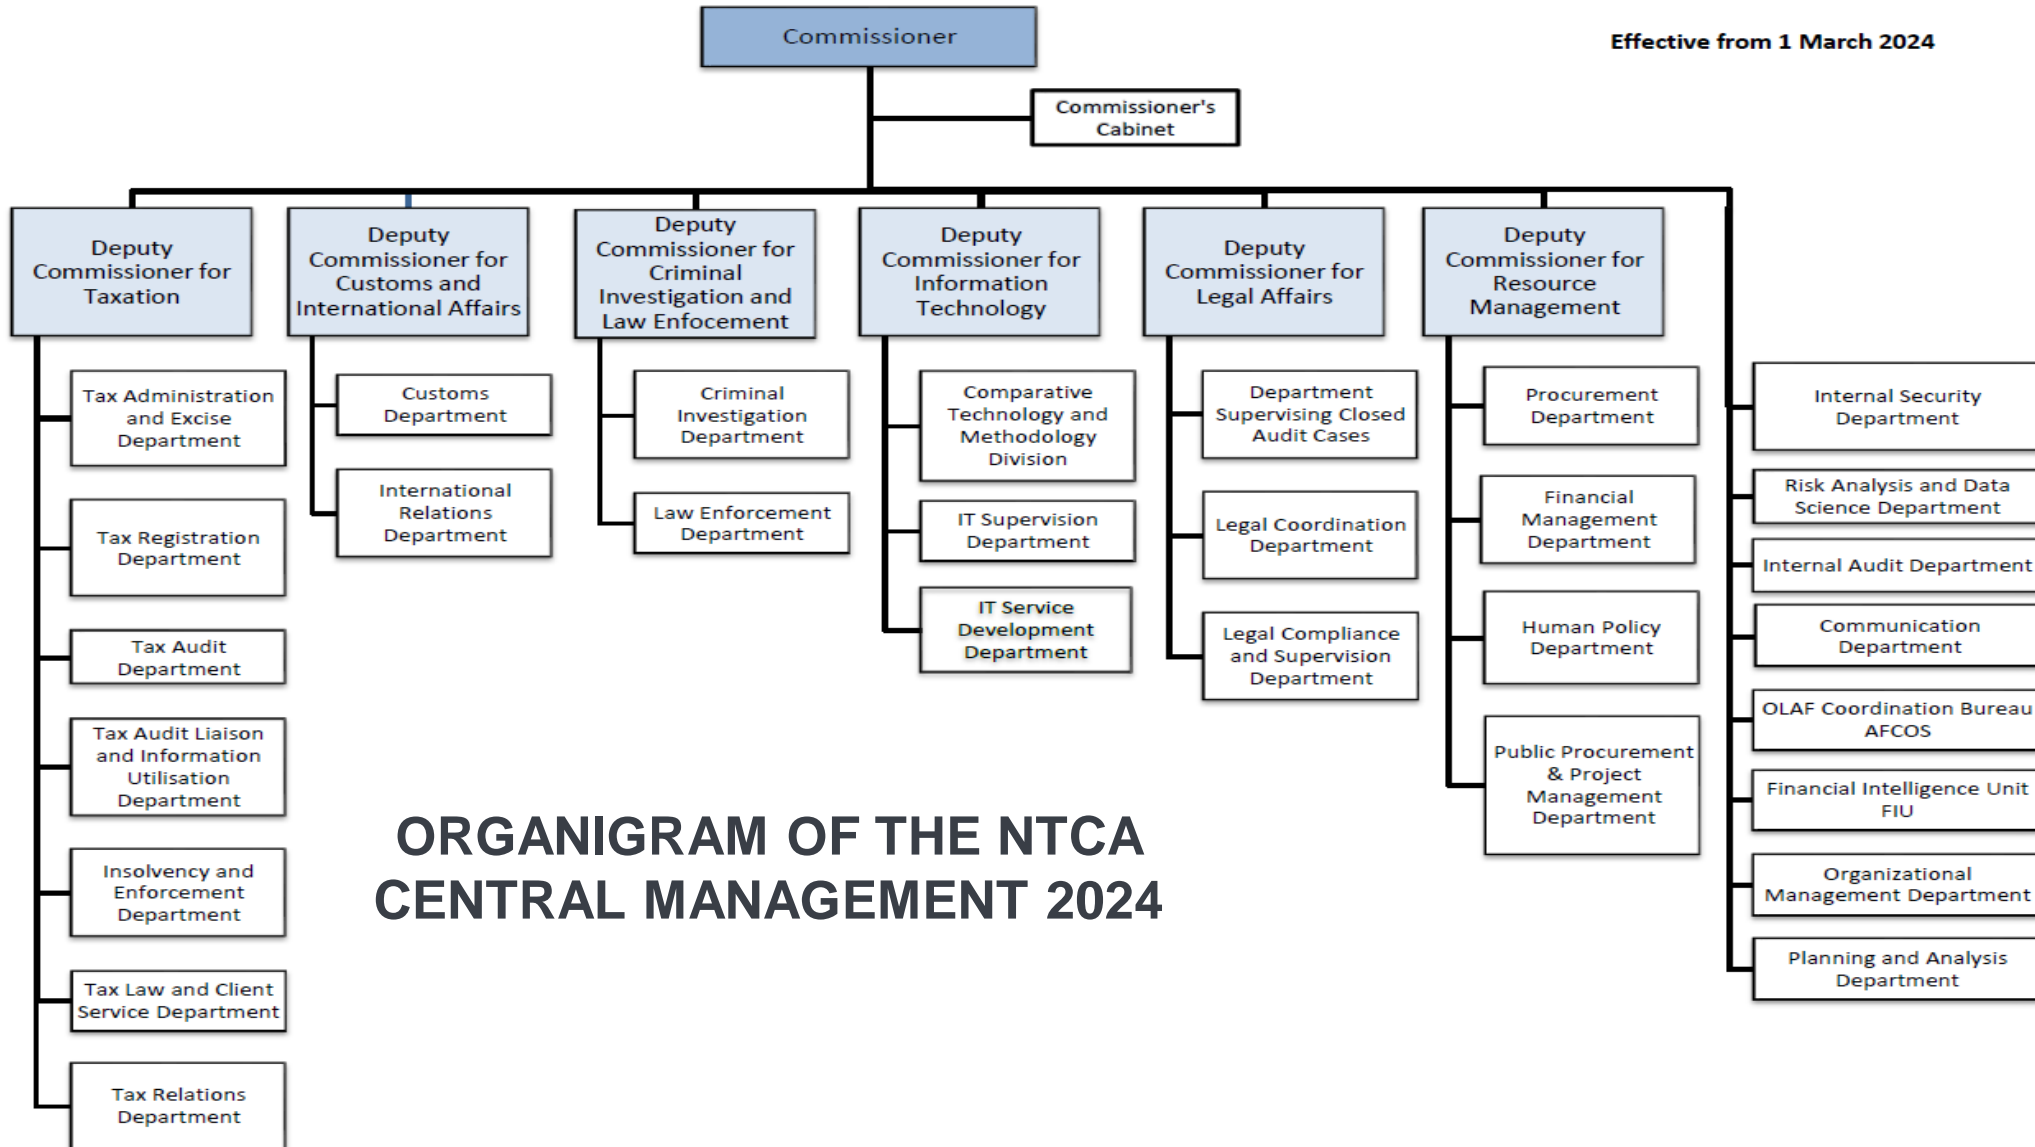 Commissioner
Effective from 1 March 2024
Commissioner's
Cabinet
Deputy
Commissioner for
Taxation
Deputy
Commissioner for
Customs and
International Affairs
Deputy
Commissioner for
Criminal
Investigation and
Law Enfocement
Deputy
Commissioner for
Information
Technology
Deputy
Commissioner for
Legal Affairs
Deputy
Commissioner for
Resource
Management
Tax Administration
and Excise
Department
Tax Registration
Department
Tax Audit
Department
Tax Audit Liaison
and Information
Utilisation
Department
Insolvency and
Enforcement
Department
Tax Law and Client
Service Department
Tax Relations
Department
Customs
Department
International
Relations
Department
Criminal
Investigation
Department
Law Enforcement
Department
Comparative
Technology and
Methodology
Division
IT Supervision
Department
IT Service
Development
Department
Department
Supervising Closed
Audit Cases
Legal Coordination
Department
Legal Compliance
and Supervision
Department
Procurement
Department
Financial
Management
Department
Human Policy
Department
Public Procurement
& Project
Management
Department
Internal Security
Department
Risk Analysis and Data
Science Department
Internal Audit Department
Communication
Department
OLAF Coordination Bureau
AFCOS
Financial Intelligence Unit
FIU
Organizational
Management Department
Planning and Analysis
Department
ORGANIGRAM OF THE NTCA
CENTRAL MANAGEMENT 2024